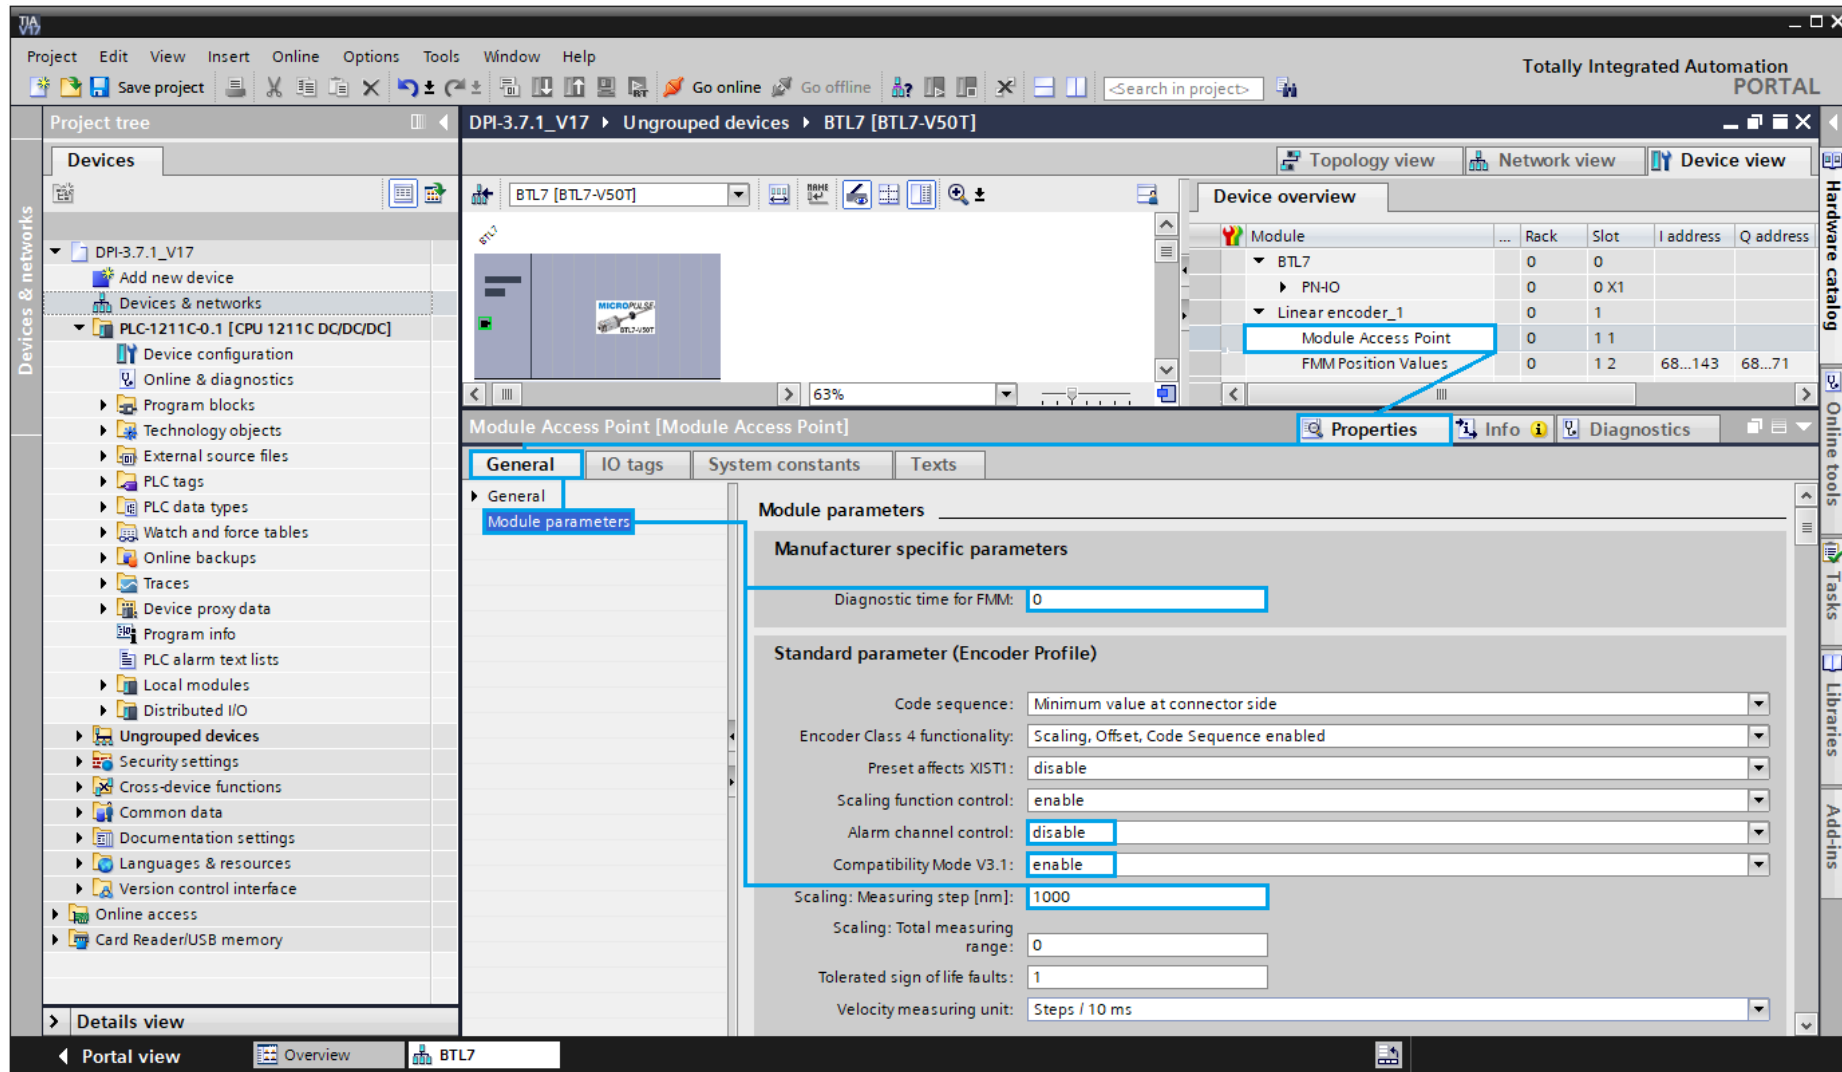 TIA V17
Project Edit View Insert Online Options Tools Window Help
Totally Integrated Automation
PORTAL
Save project Go online Go offline <Search in project>
Project tree
DPI-3.7.1_V17 Ungrouped devices BTL7 [BTL7-V50T]
Devices
Topology view Network view Device view
BTL7 [BTL7-V50T]
Device overview
Devices & networks
Hardware catalog
Online tools
Tasks
Libraries
Add-ins
DPI-3.7.1_V17
Add new device
Devices & networks
PLC-1211C-0.1 [CPU 1211C DC/DC/DC]
Device configuration
Online & diagnostics
Program blocks
Technology objects
External source files
PLC tags
PLC data types
Watch and force tables
Online backups
Traces
Device proxy data
Program info
PLC alarm text lists
Local modules
Distributed I/O
Ungrouped devices
Security settings
Cross-device functions
Common data
Documentation settings
Languages & resources
Version control interface
Online access
Card Reader/USB memory
Details view
BTL7
MICROPULSE
BTL7-V50T
63%
Module ... Rack Slot I address Q address
BTL7 0 0
PN-IO 0 0 X1
Linear encoder_1 0 1
Module Access Point 0 1 1
FMM Position Values 0 1 2 68...143 68...71
Module Access Point [Module Access Point]
Properties Info Diagnostics
General IO tags System constants Texts
General
Module parameters
Module parameters
Manufacturer specific parameters
Diagnostic time for FMM: 0
Standard parameter (Encoder Profile)
Code sequence: Minimum value at connector side
Encoder Class 4 functionality: Scaling, Offset, Code Sequence enabled
Preset affects XIST1: disable
Scaling function control: enable
Alarm channel control: disable
Compatibility Mode V3.1: enable
Scaling: Measuring step [nm]: 1000
Scaling: Total measuring
range: 0
Tolerated sign of life faults: 1
Velocity measuring unit: Steps / 10 ms
Portal view Overview BTL7